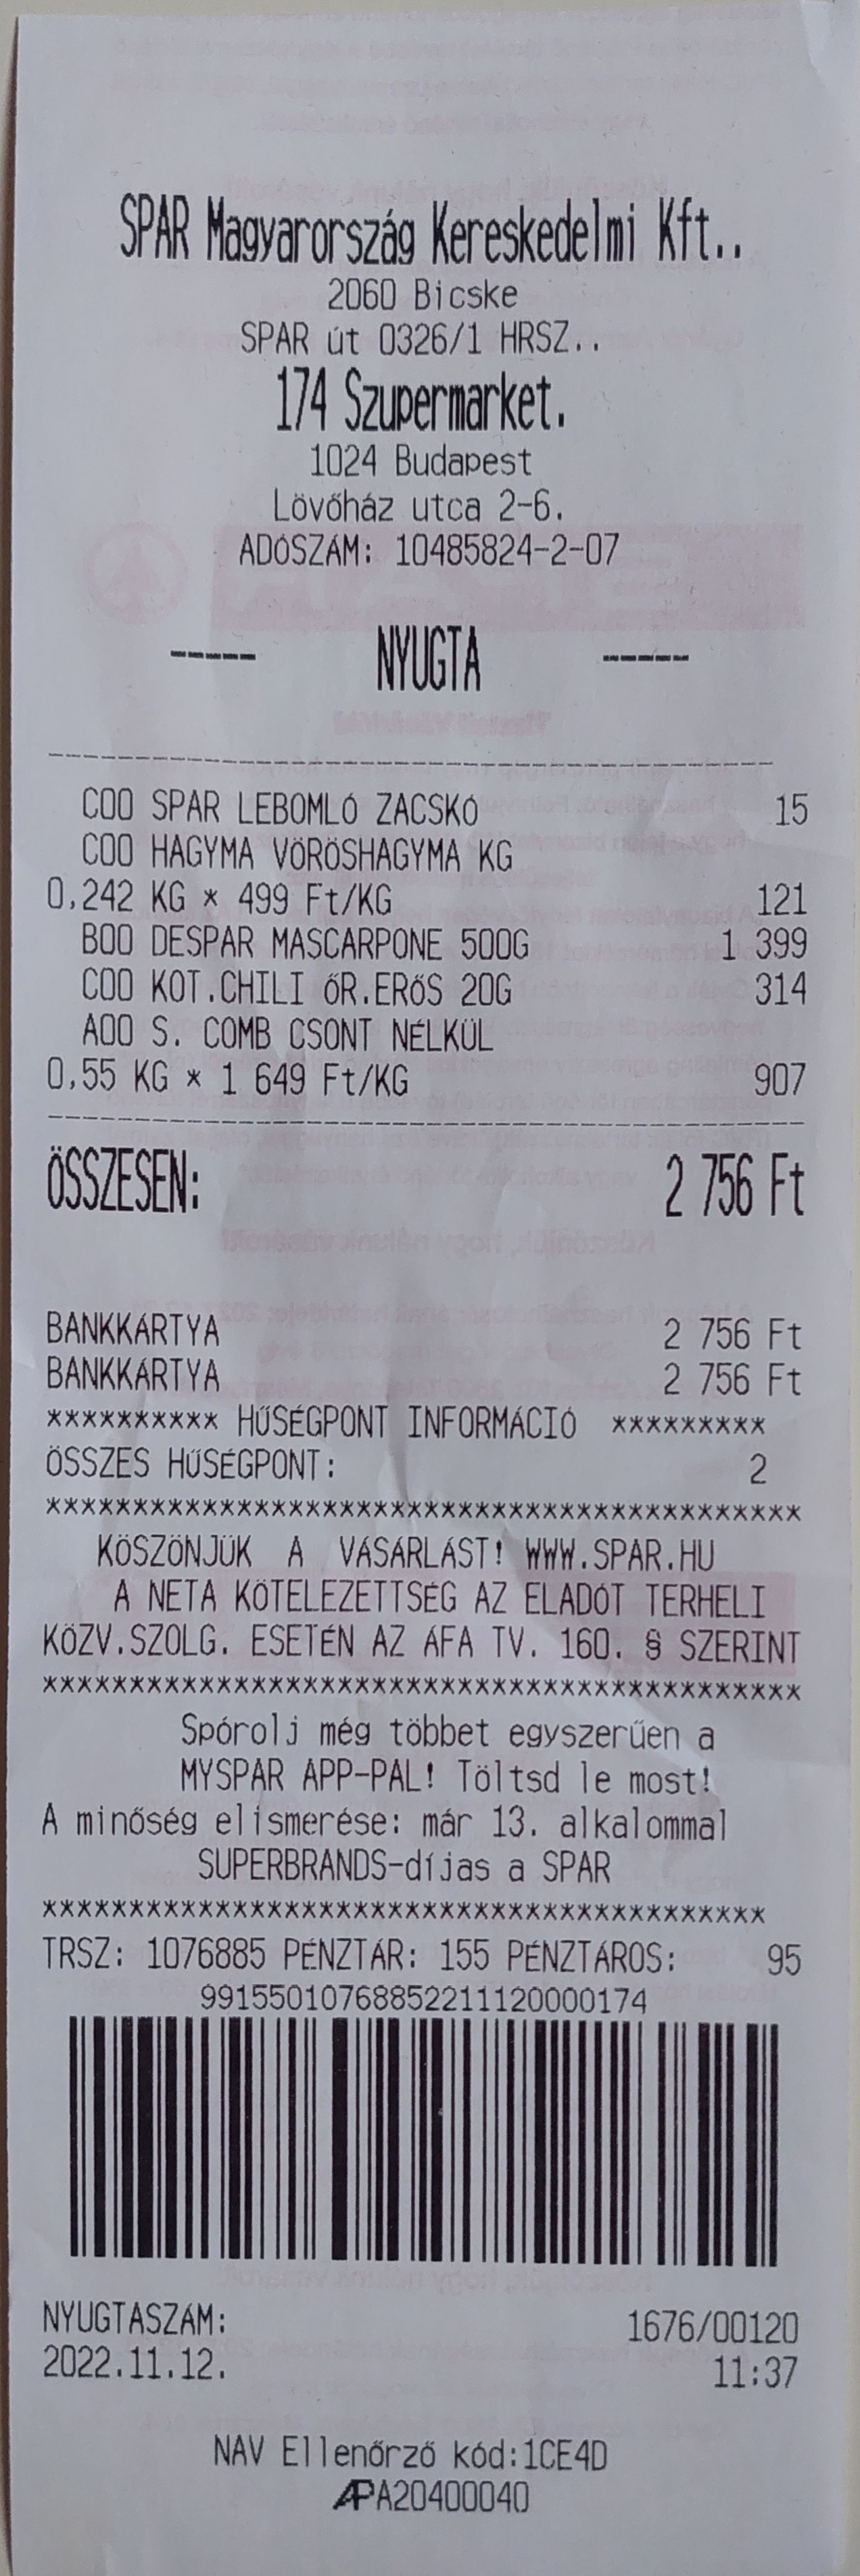 SPAR Magyarország Kereskedelmi Kft..
2060 Bicske
SPAR út 0326/1 HRSZ..
174 Szupermarket.
1024 Budapest
Lövőház utca 2-6.
ADÓSZÁM: 10485824-2-07
----- NYUGTA -----
C00 SPAR LEBOMLÓ ZACSKÓ 15
C00 HAGYMA VÖRÖSHAGYMA KG
0,242 KG * 499 Ft/KG 121
B00 DESPAR MASCARPONE 500G 1 399
C00 KOT.CHILI ŐR.ERŐS 20G 314
A00 S. COMB CSONT NÉLKÜL
0,55 KG * 1 649 Ft/KG 907
ÖSSZESEN: 2 756 Ft
BANKKÁRTYA 2 756 Ft
BANKKÁRTYA 2 756 Ft
********** HŰSÉGPONT INFORMÁCIÓ *********
ÖSSZES HŰSÉGPONT: 2
********************************************
KÖSZÖNJÜK A VÁSÁRLÁST! WWW.SPAR.HU
A NETA KÖTELEZETTSÉG AZ ELADÓT TERHELI
KÖZV.SZOLG. ESETÉN AZ ÁFA TV. 160. § SZERINT
********************************************
Spórolj még többet egyszerűen a
MYSPAR APP-PAL! Töltsd le most!
A minőség elismerése: már 13. alkalommal
SUPERBRANDS-díjas a SPAR
******************************************
TRSZ: 1076885 PÉNZTÁR: 155 PÉNZTÁROS: 95
99155010768852211120000174
NYUGTASZÁM: 1676/00120
2022.11.12. 11:37
NAV Ellenőrző kód:1CE4D
APA20400040